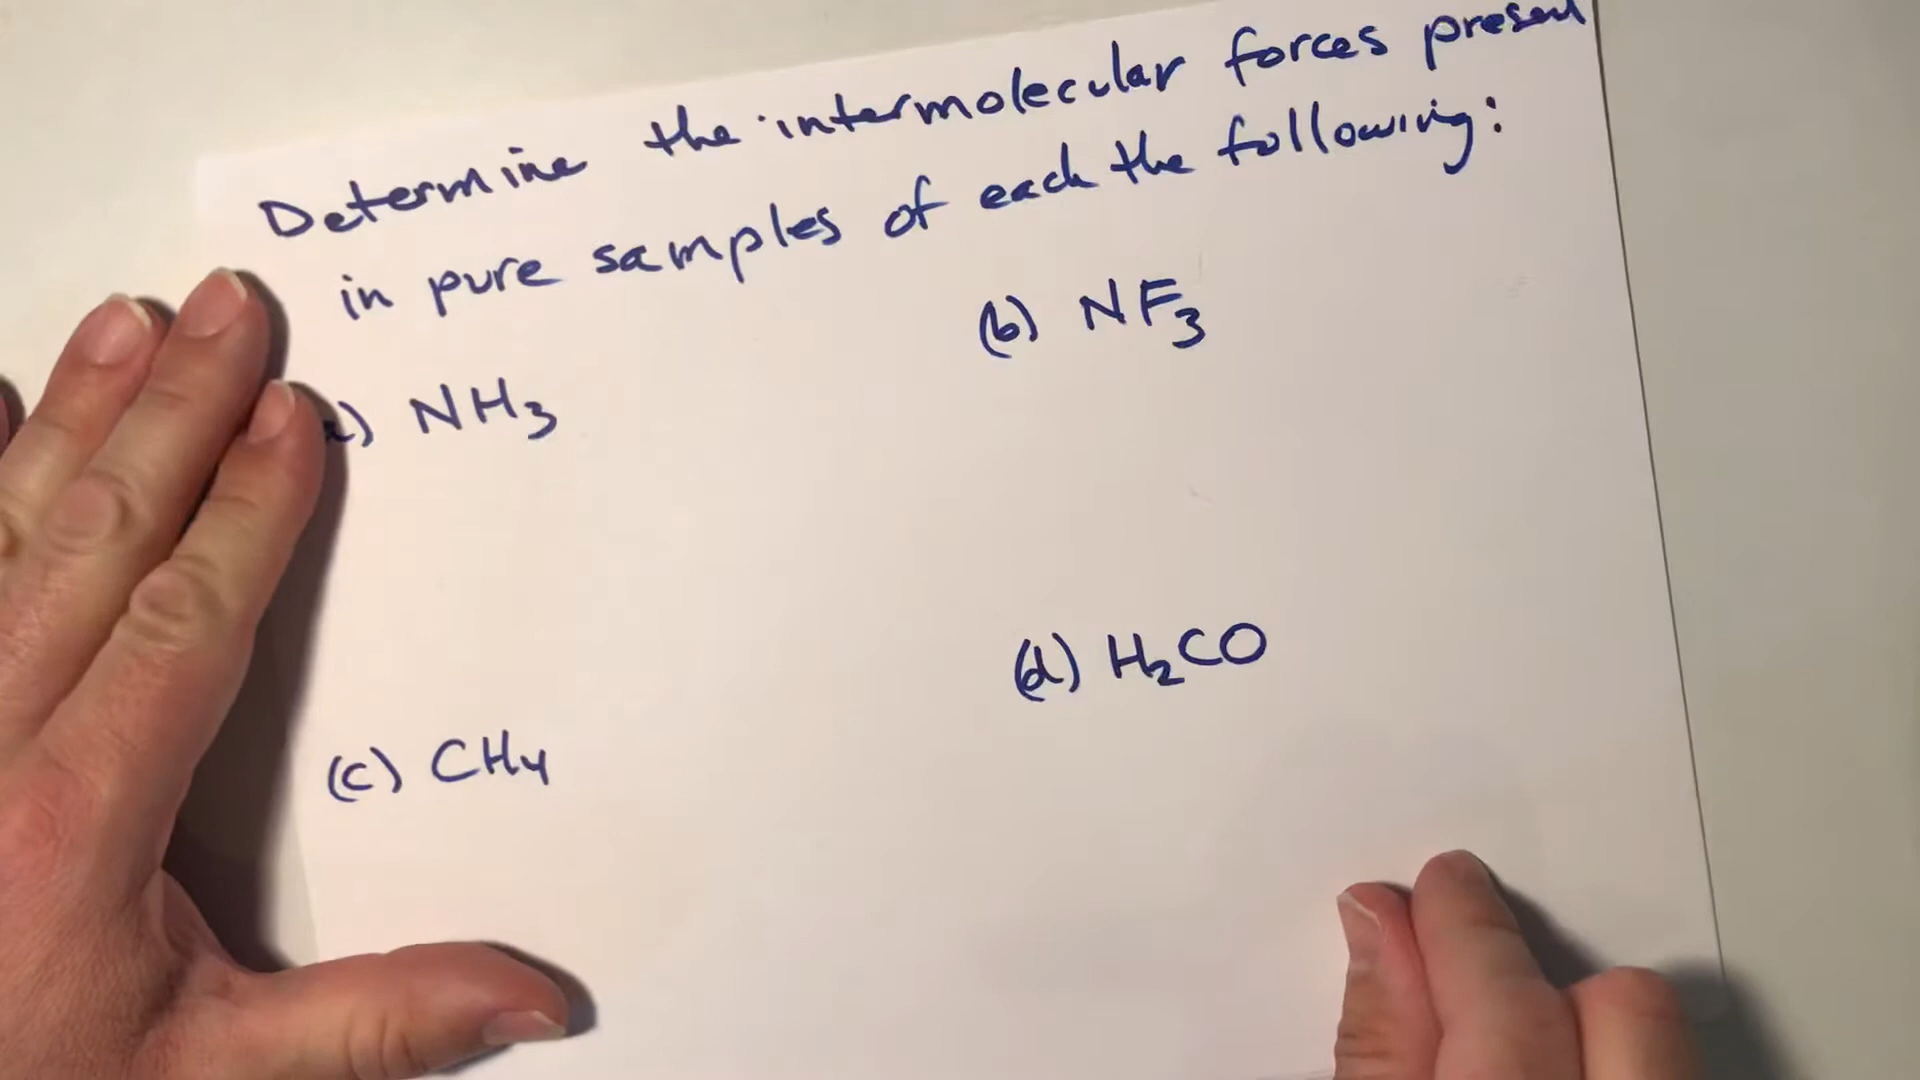 Determine the intermolecular forces present
in pure samples of each the following:
a) NH3
(b) NF3
(c) CH4
(d) H2CO